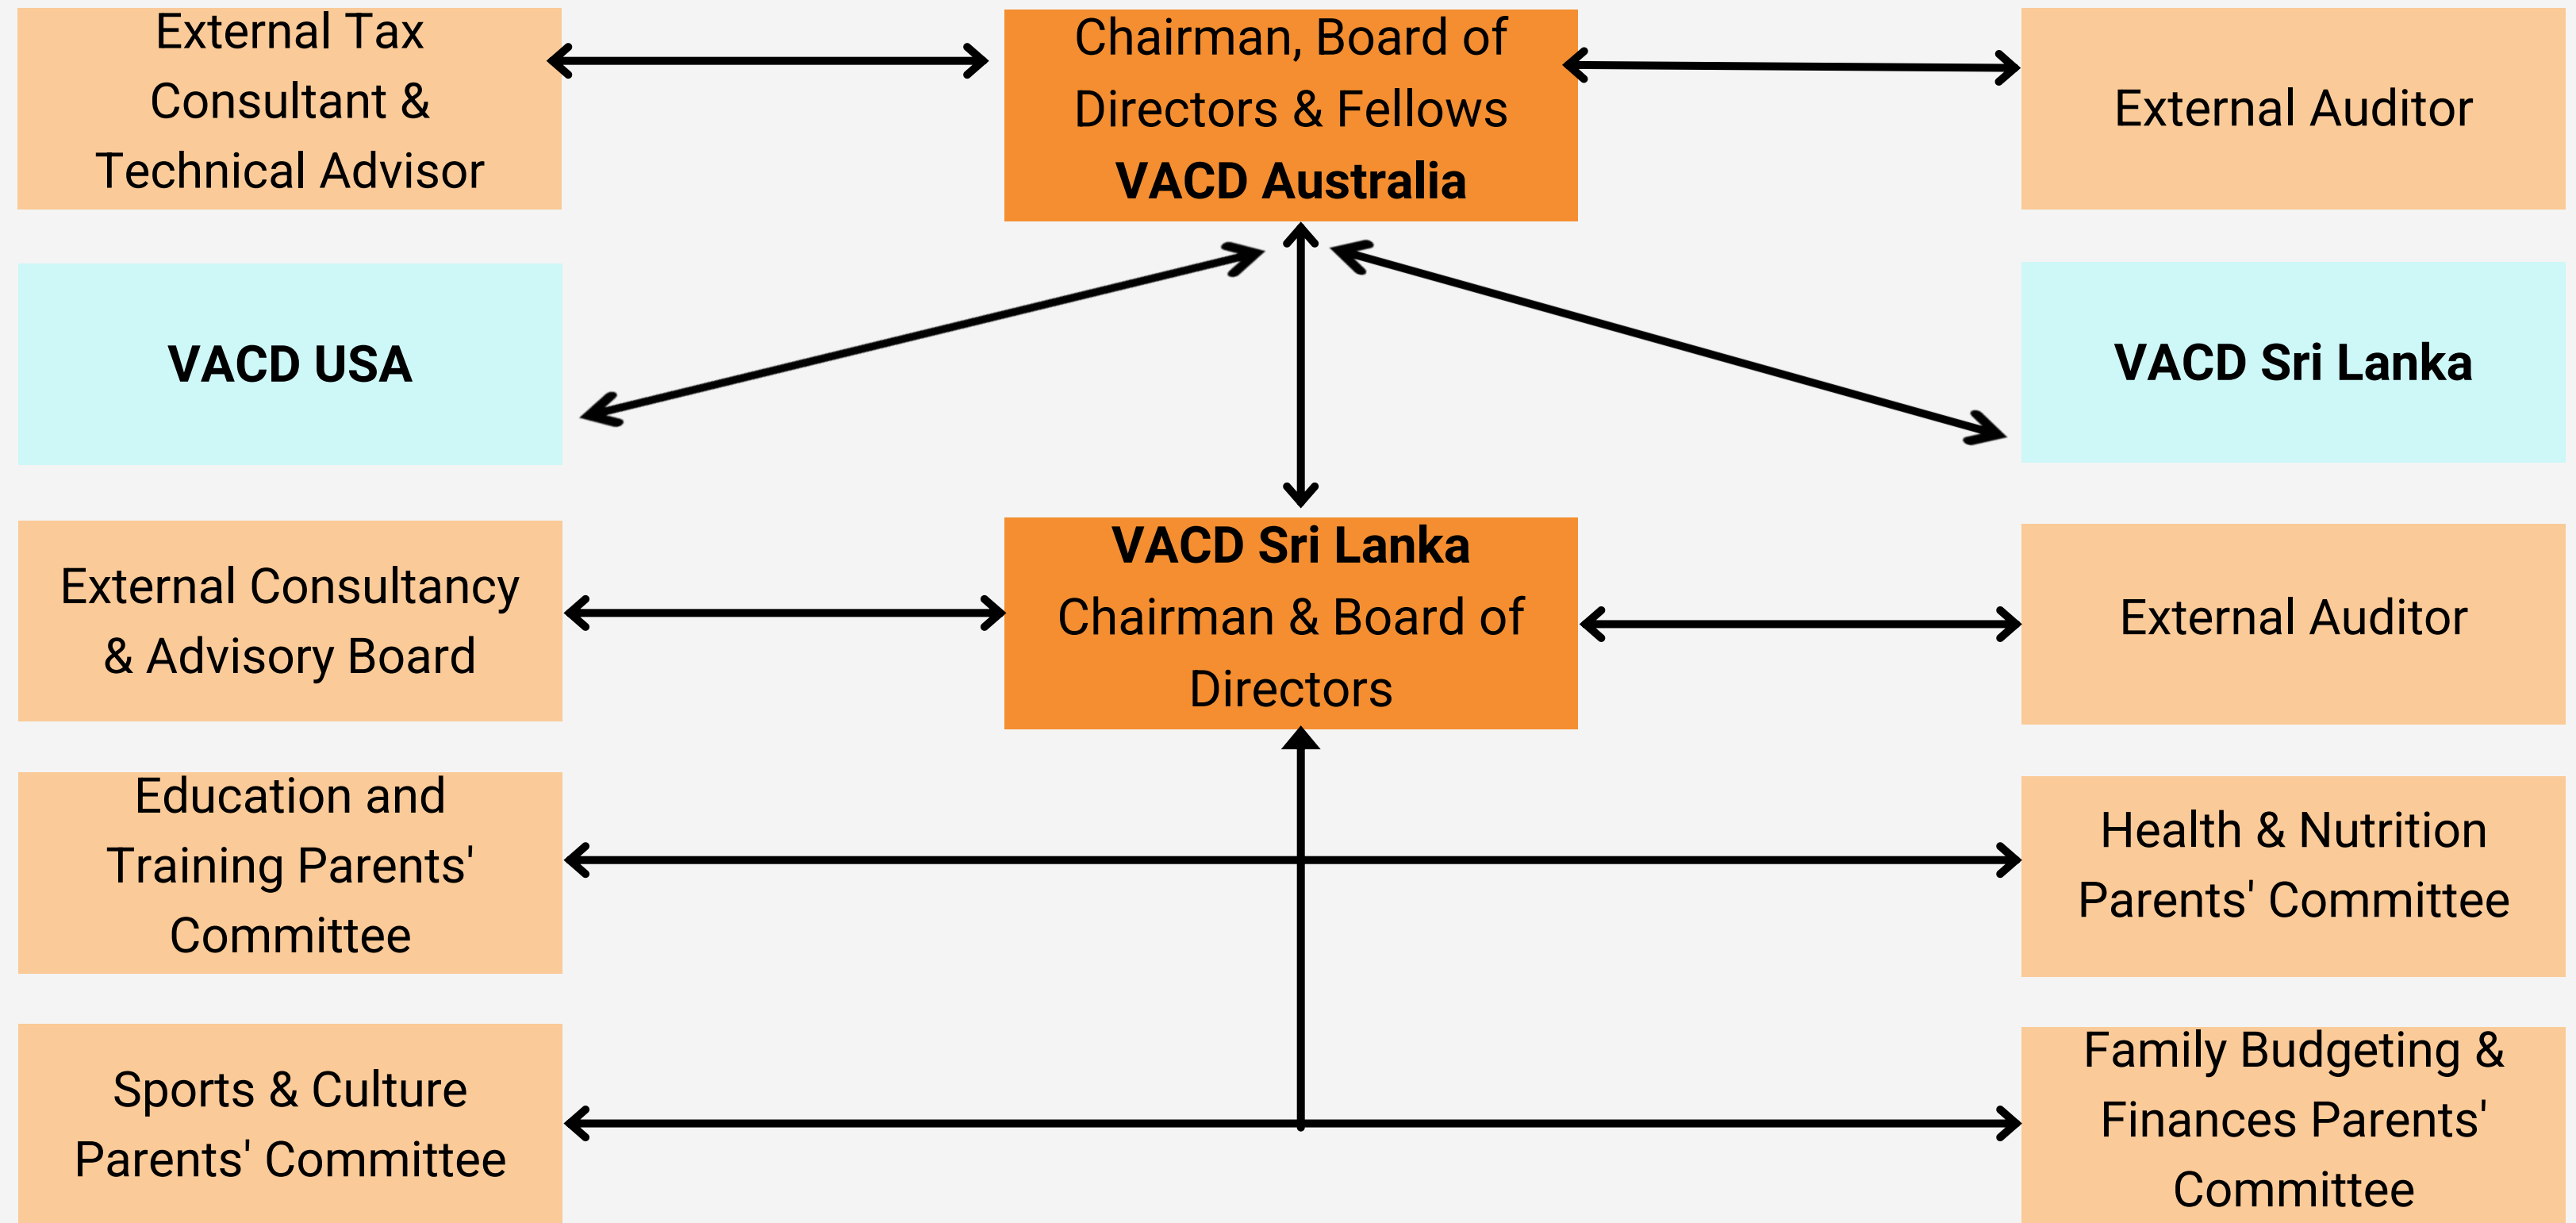 External Tax
Consultant &
Technical Advisor
Chairman, Board of
Directors & Fellows
VACD Australia
External Auditor
VACD USA
VACD Sri Lanka
External Consultancy
& Advisory Board
VACD Sri Lanka
Chairman & Board of
Directors
External Auditor
Education and
Training Parents'
Committee
Health & Nutrition
Parents' Committee
Sports & Culture
Parents' Committee
Family Budgeting &
Finances Parents'
Committee